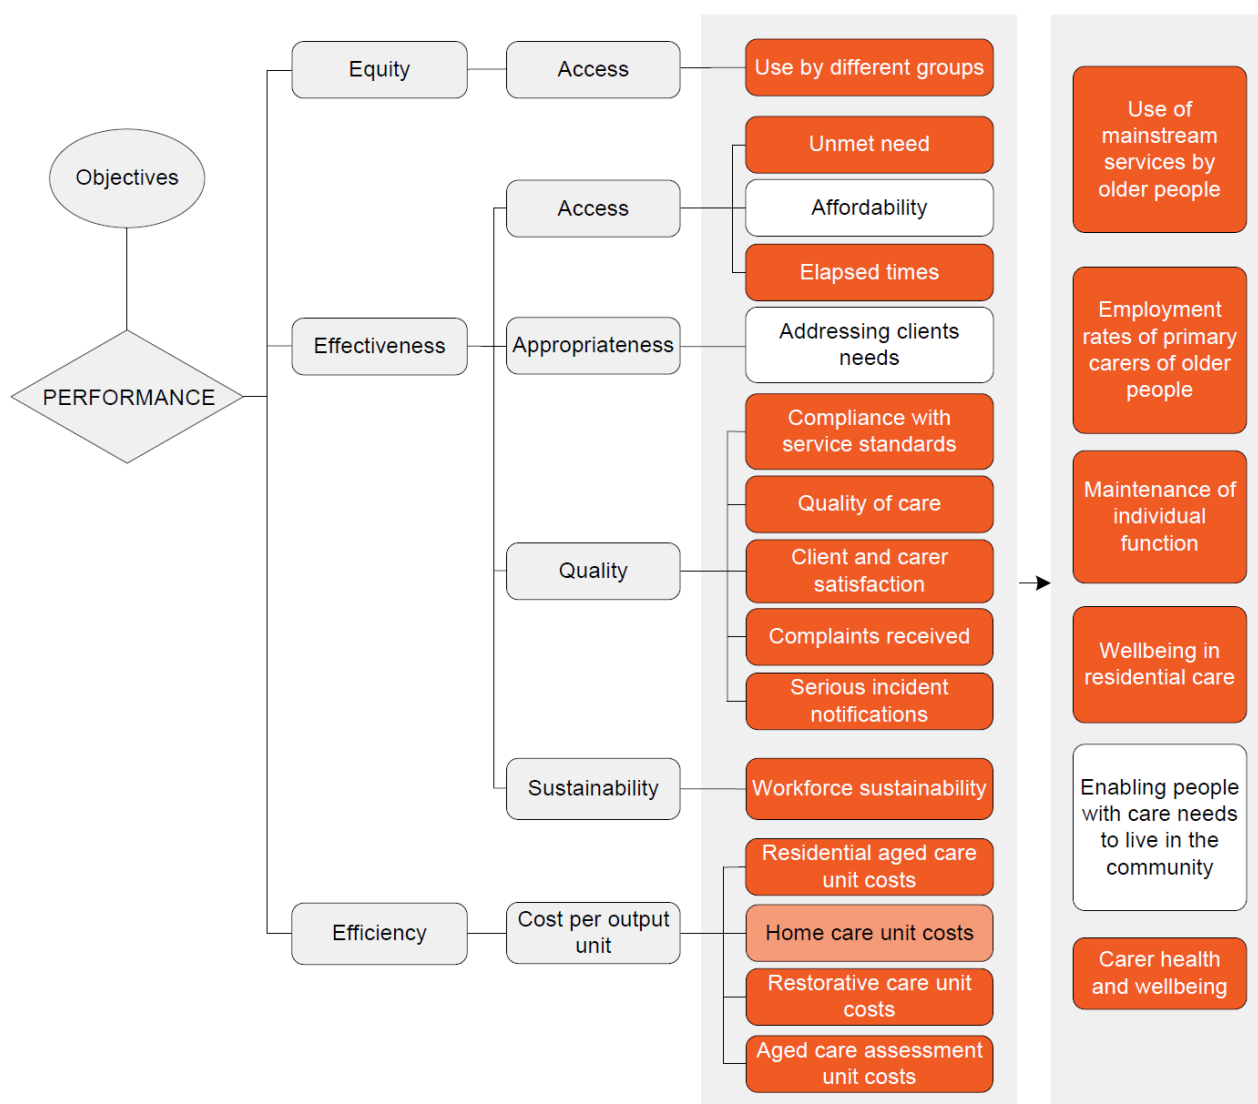 Objectives
PERFORMANCE
Equity
Access
Use by different groups
Effectiveness
Access
Unmet need
Affordability
Elapsed times
Appropriateness
Addressing clients
needs
Quality
Compliance with
service standards
Quality of care
Client and carer
satisfaction
Complaints received
Serious incident
notifications
Sustainability
Workforce sustainability
Efficiency
Cost per output
unit
Residential aged care
unit costs
Home care unit costs
Restorative care unit
costs
Aged care assessment
unit costs
Use of
mainstream
services by
older people
Employment
rates of primary
carers of older
people
Maintenance of
individual
function
Wellbeing in
residential care
Enabling people
with care needs
to live in the
community
Carer health
and wellbeing